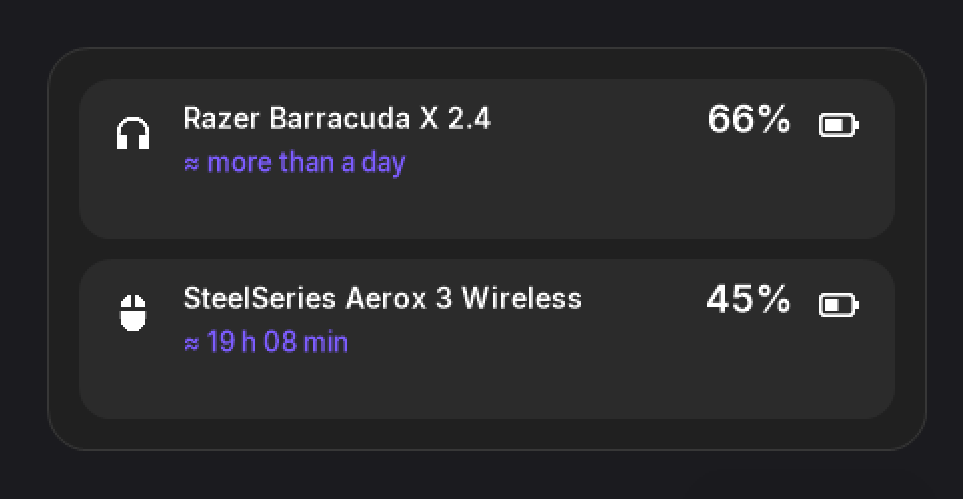 Razer Barracuda X 2.4
66%
≈ more than a day
SteelSeries Aerox 3 Wireless
45%
≈ 19 h 08 min